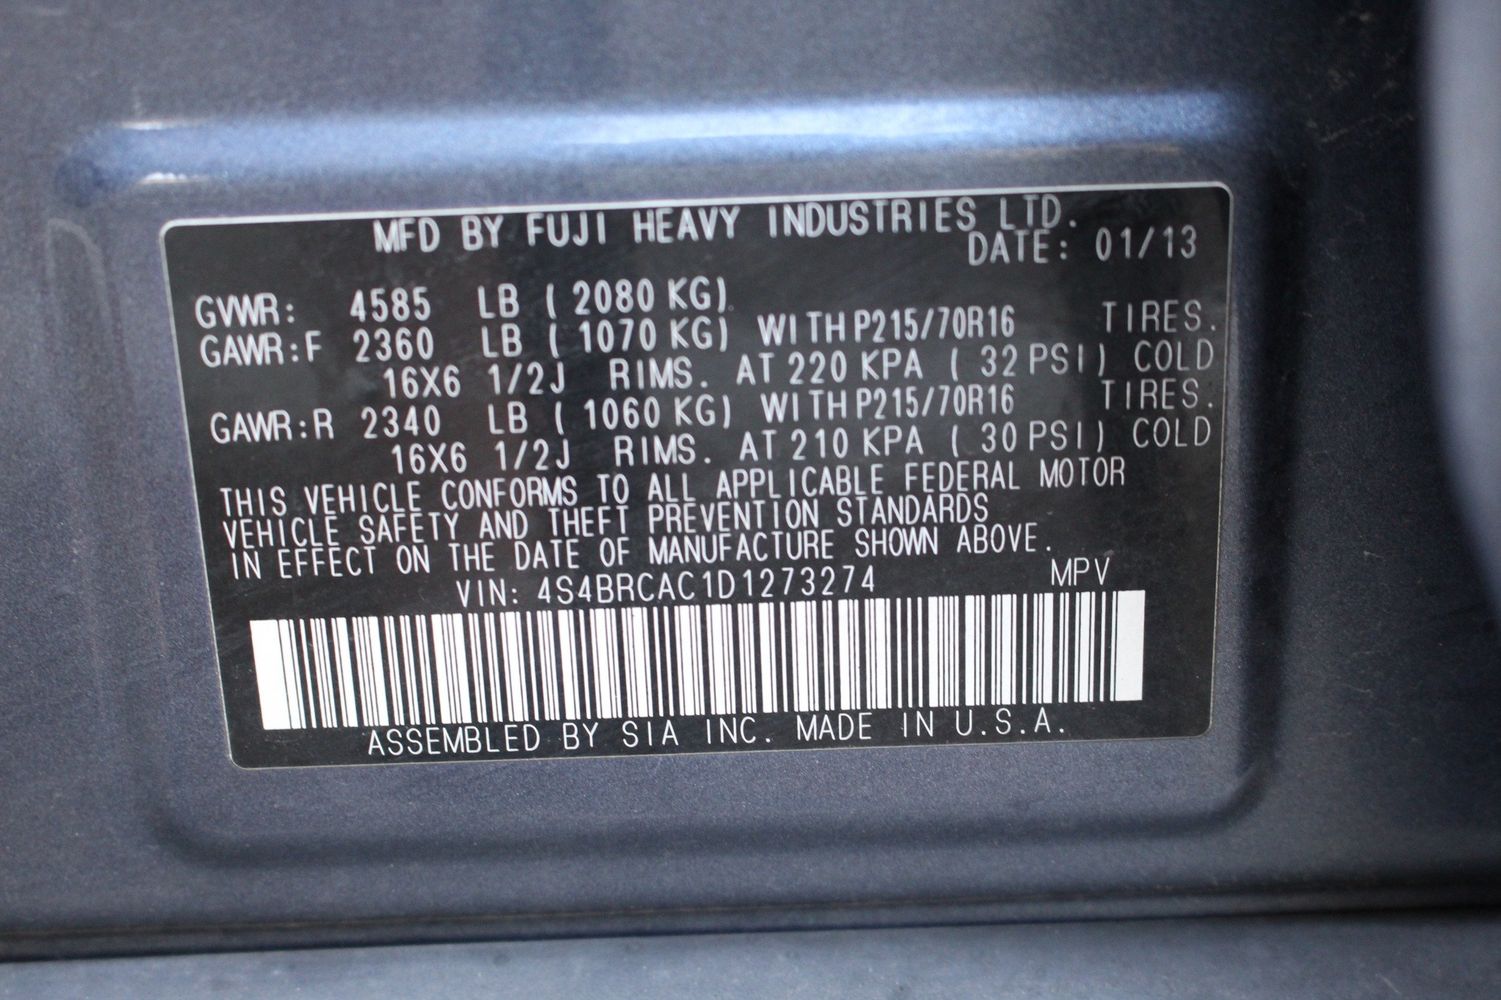 MFD BY FUJI HEAVY INDUSTRIES LTD.
DATE: 01/13
GVWR: 4585 LB ( 2080 KG)
GAWR:F 2360 LB ( 1070 KG) WITH P215/70R16 TIRES.
16X6 1/2J RIMS. AT 220 KPA ( 32 PSI) COLD
GAWR:R 2340 LB ( 1060 KG) WITH P215/70R16 TIRES.
16X6 1/2J RIMS. AT 210 KPA ( 30 PSI) COLD
THIS VEHICLE CONFORMS TO ALL APPLICABLE FEDERAL MOTOR
VEHICLE SAFETY AND THEFT PREVENTION STANDARDS
IN EFFECT ON THE DATE OF MANUFACTURE SHOWN ABOVE.
VIN: 4S4BRCAC1D1273274 MPV
ASSEMBLED BY SIA INC. MADE IN U.S.A.